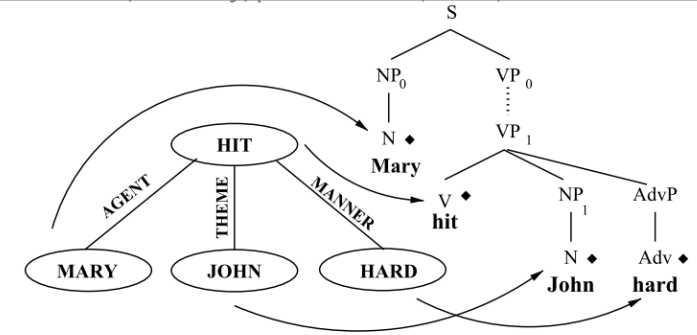 S
NP0 VP0
VP1
HIT
N ◆
Mary
AGENT THEME MANNER
V ◆
hit
NP1 AdvP
MARY JOHN HARD
N ◆ Adv ◆
John hard